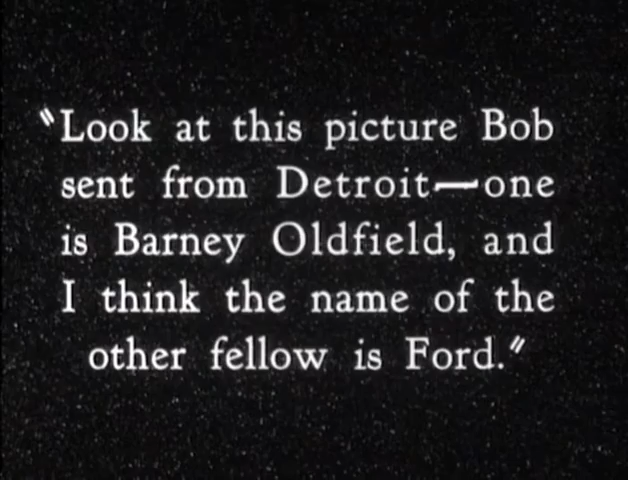 "Look at this picture Bob
sent from Detroit—one
is Barney Oldfield, and
I think the name of the
other fellow is Ford."